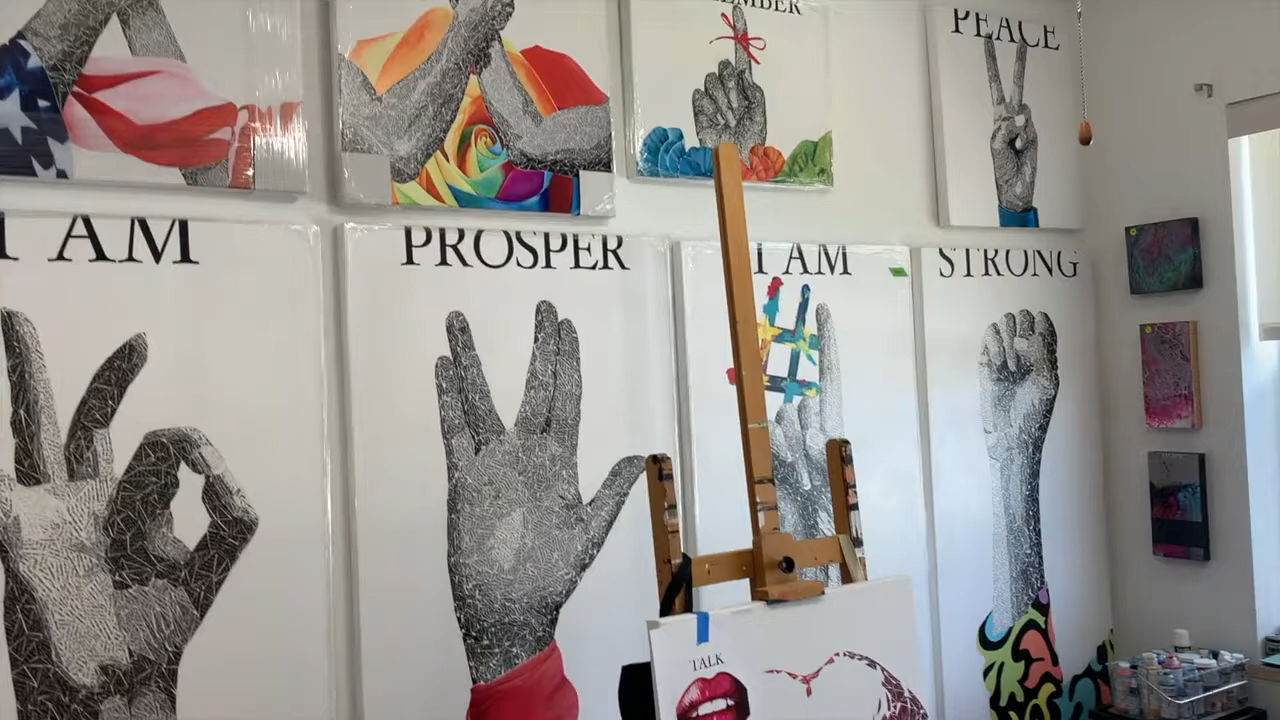 PEACE
I AM
PROSPER
I AM
STRONG
TALK